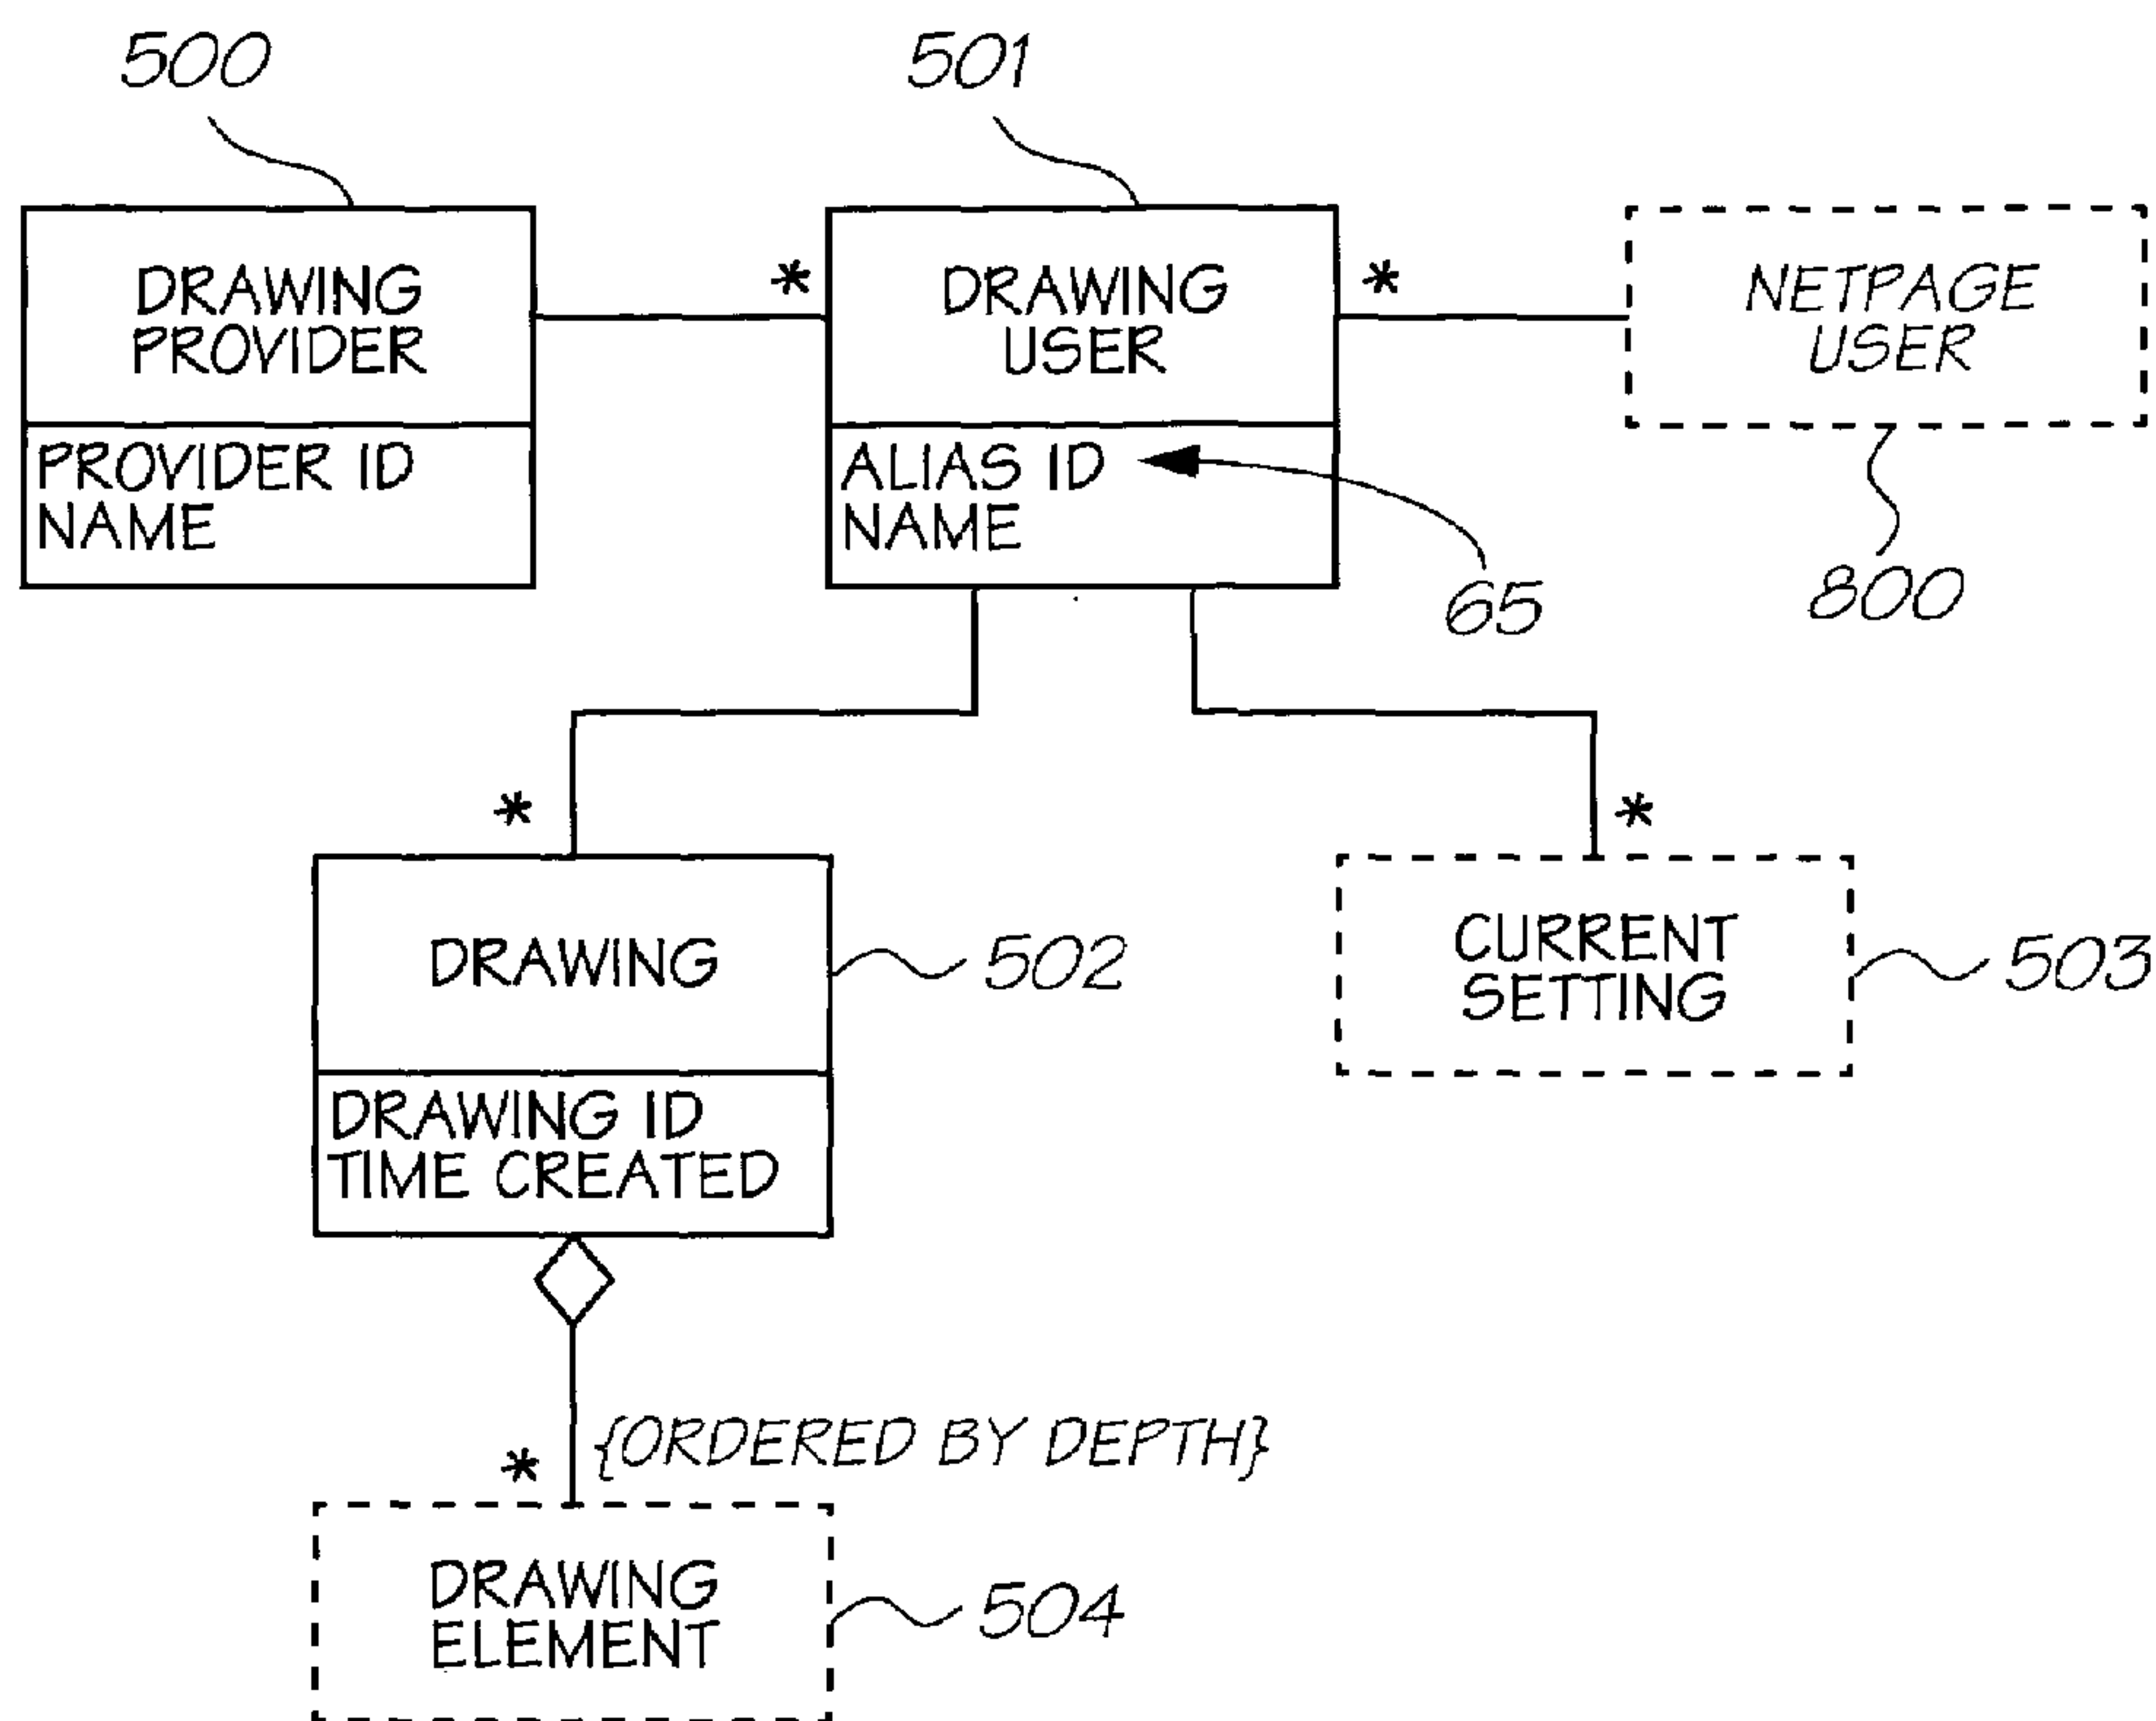 500
501
DRAWING
PROVIDER
PROVIDER ID
NAME
*
DRAWING
USER
ALIAS ID
NAME
*
NETPAGE
USER
65
800
*
*
DRAWING
502
DRAWING ID
TIME CREATED
CURRENT
SETTING
503
{ORDERED BY DEPTH}
*
DRAWING
ELEMENT
504